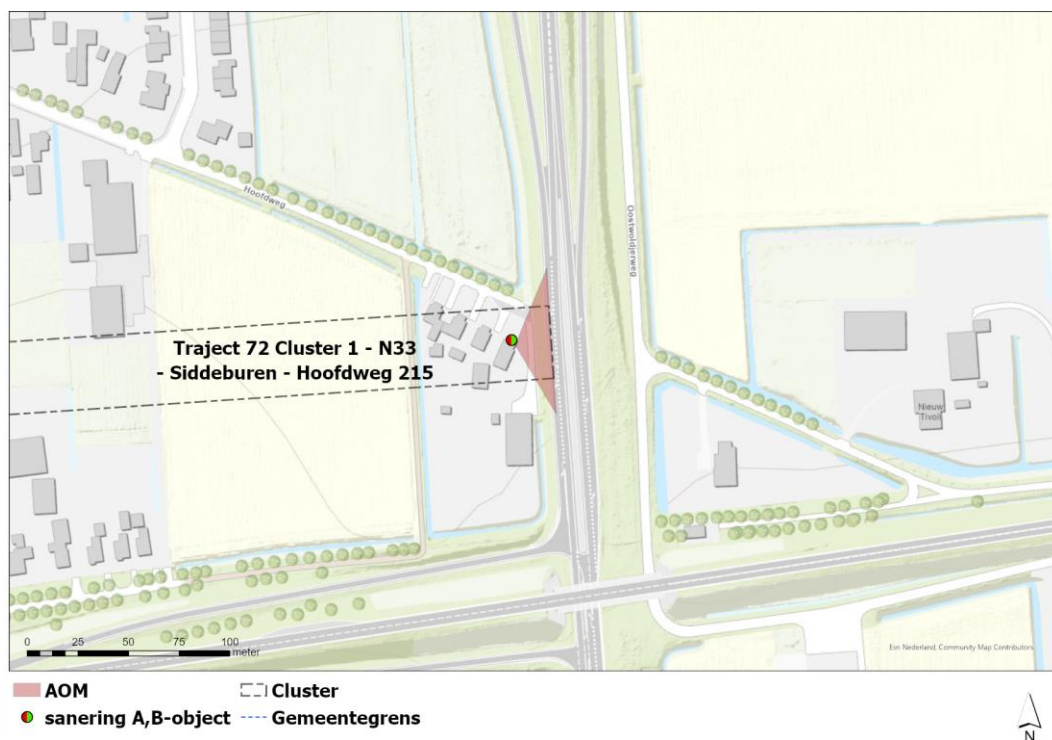 Hoofdweg
Oostwolderweg
Traject 72 Cluster 1 - N33
- Siddeburen - Hoofdweg 215
Nieuw
Tivoli
0 25 50 75 100
meter
Esri Nederland, Community Map Contributors
AOM
Cluster
sanering A,B-object
Gemeentegrens
N